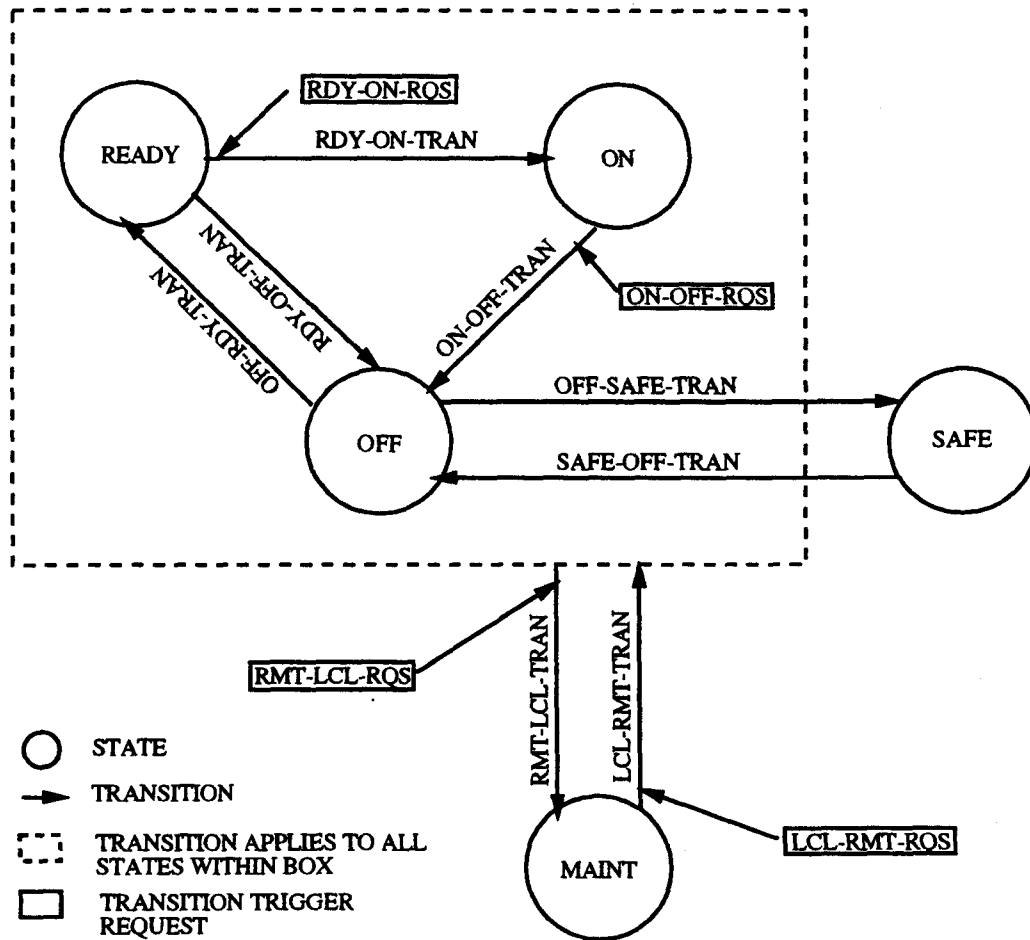 RDY-ON-RQS
READY
RDY-ON-TRAN
ON
RDY-OFF-TRAN
OFF-RDY-TRAN
ON-OFF-TRAN
ON-OFF-RQS
OFF
OFF-SAFE-TRAN
SAFE-OFF-TRAN
SAFE
RMT-LCL-RQS
RMT-LCL-TRAN
LCL-RMT-TRAN
LCL-RMT-RQS
MAINT
STATE
TRANSITION
TRANSITION APPLIES TO ALL
STATES WITHIN BOX
TRANSITION TRIGGER
REQUEST